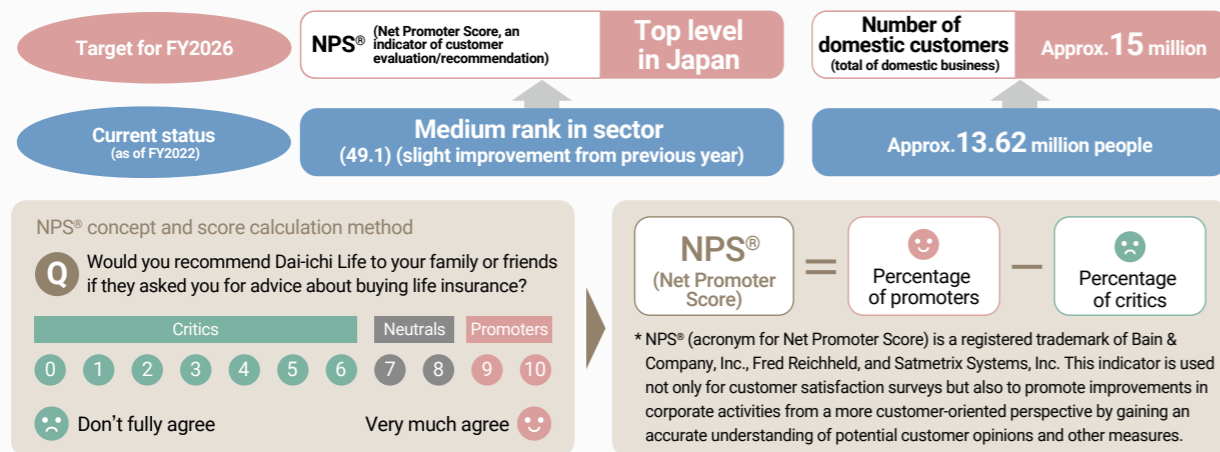 Target for FY2026
NPS® (Net Promoter Score, an
indicator of customer
evaluation/recommendation)
Top level
in Japan
Number of
domestic customers
(total of domestic business)
Approx.15 million
Current status
(as of FY2022)
Medium rank in sector
(49.1) (slight improvement from previous year)
Approx.13.62 million people
NPS® concept and score calculation method
Q
Would you recommend Dai-ichi Life to your family or friends
if they asked you for advice about buying life insurance?
Critics Neutrals Promoters
0 1 2 3 4 5 6 7 8 9 10
Don't fully agree Very much agree
NPS®
(Net Promoter
Score)
=
Percentage
of promoters
−
Percentage
of critics
* NPS® (acronym for Net Promoter Score) is a registered trademark of Bain &
Company, Inc., Fred Reichheld, and Satmetrix Systems, Inc. This indicator is used
not only for customer satisfaction surveys but also to promote improvements in
corporate activities from a more customer-oriented perspective by gaining an
accurate understanding of potential customer opinions and other measures.